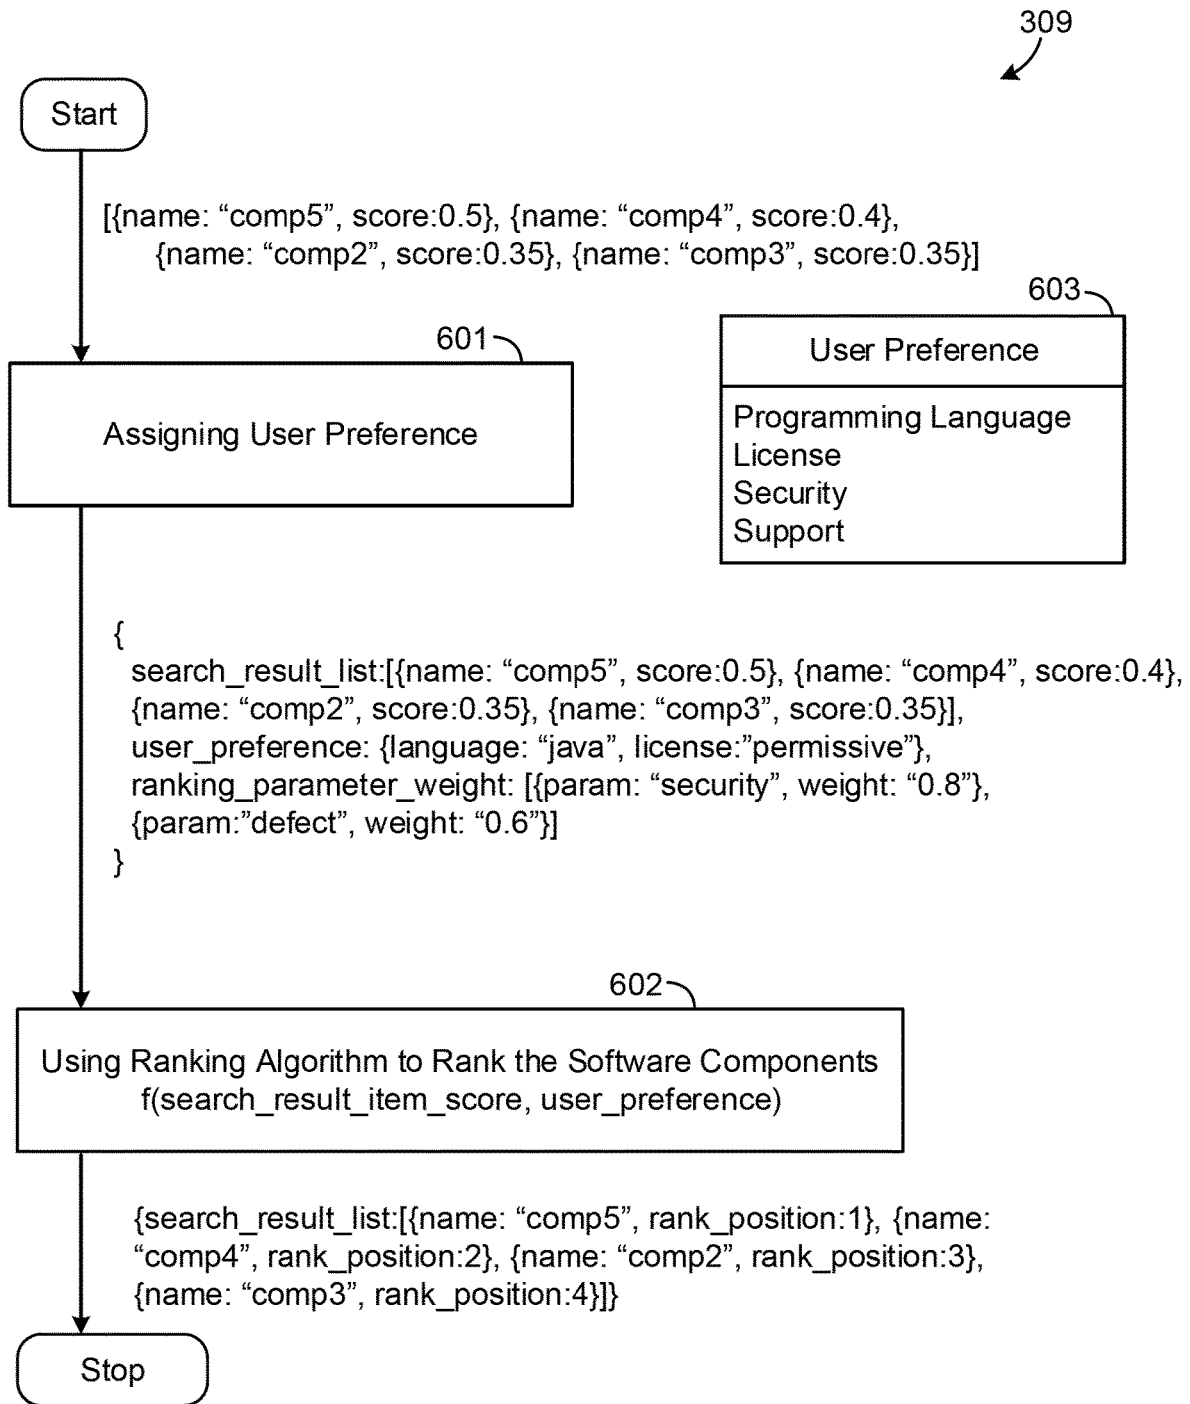 309
Start
[{name: “comp5”, score:0.5}, {name: “comp4”, score:0.4},
{name: “comp2”, score:0.35}, {name: “comp3”, score:0.35}]
603
601
User Preference
Programming Language
License
Security
Support
Assigning User Preference
{
search_result_list:[{name: “comp5”, score:0.5}, {name: “comp4”, score:0.4},
{name: “comp2”, score:0.35}, {name: “comp3”, score:0.35}],
user_preference: {language: “java”, license:”permissive”},
ranking_parameter_weight: [{param: “security”, weight: “0.8”},
{param:”defect”, weight: “0.6”}]
}
602
Using Ranking Algorithm to Rank the Software Components
f(search_result_item_score, user_preference)
{search_result_list:[{name: “comp5”, rank_position:1}, {name:
“comp4”, rank_position:2}, {name: “comp2”, rank_position:3},
{name: “comp3”, rank_position:4}]}
Stop